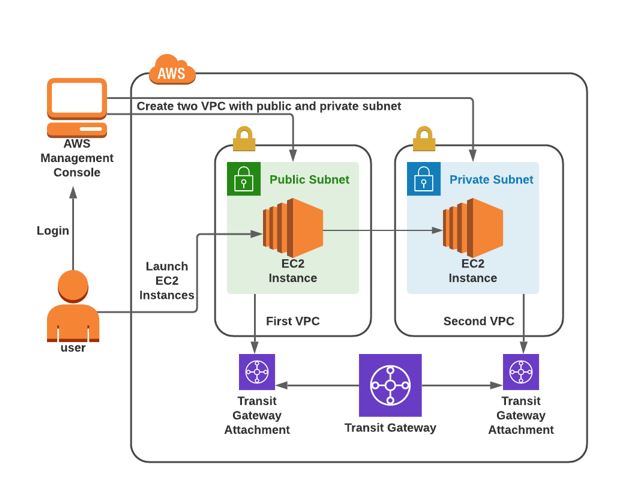 AWS
Create two VPC with public and private subnet
AWS
Management
Console
Public Subnet
Private Subnet
Login
EC2
Instance
EC2
Instance
Launch
EC2
Instances
First VPC
Second VPC
user
Transit
Gateway
Attachment
Transit Gateway
Transit
Gateway
Attachment